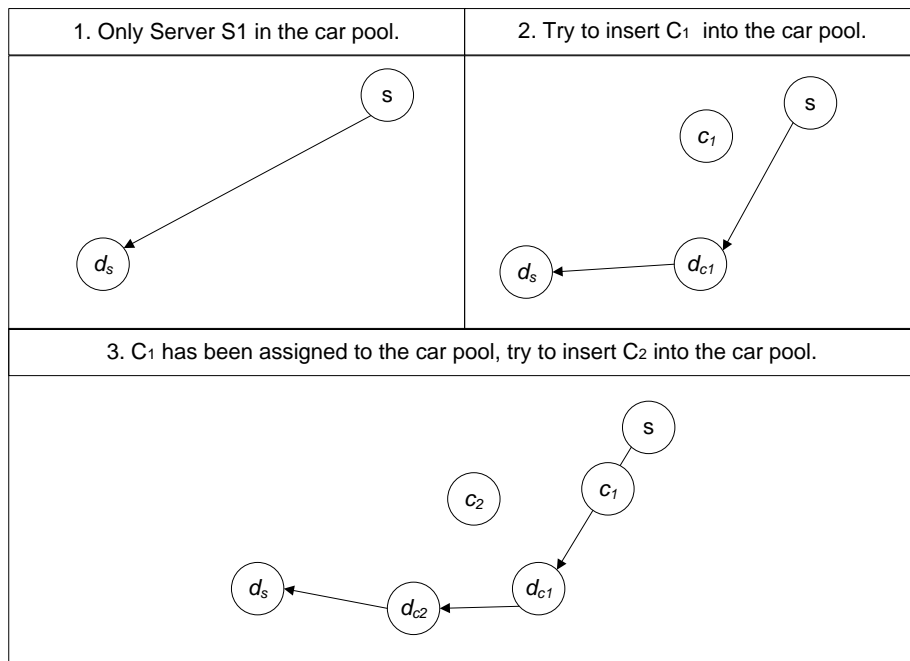 1. Only Server S1 in the car pool.
2. Try to insert C1 into the car pool.
s
ds
s
c1
dc1
ds
3. C1 has been assigned to the car pool, try to insert C2 into the car pool.
s
c1
c2
ds
dc2
dc1